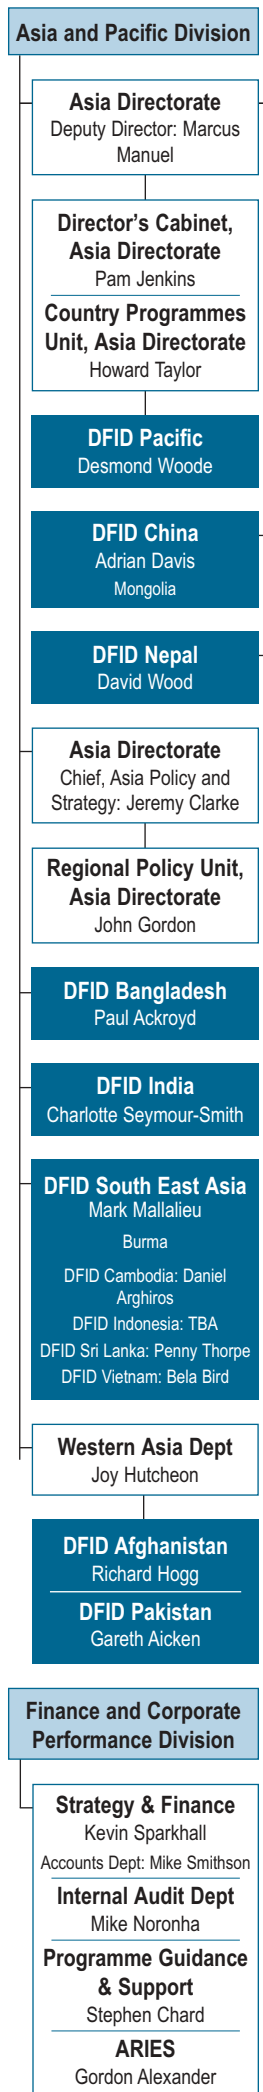 Asia and Pacific Division
Asia Directorate
Deputy Director: Marcus
Manuel
Director's Cabinet,
Asia Directorate
Pam Jenkins
Country Programmes
Unit, Asia Directorate
Howard Taylor
DFID Pacific
Desmond Woode
DFID China
Adrian Davis
Mongolia
DFID Nepal
David Wood
Asia Directorate
Chief, Asia Policy and
Strategy: Jeremy Clarke
Regional Policy Unit,
Asia Directorate
John Gordon
DFID Bangladesh
Paul Ackroyd
DFID India
Charlotte Seymour-Smith
DFID South East Asia
Mark Mallalieu
Burma
DFID Cambodia: Daniel
Arghiros
DFID Indonesia: TBA
DFID Sri Lanka: Penny Thorpe
DFID Vietnam: Bela Bird
Western Asia Dept
Joy Hutcheon
DFID Afghanistan
Richard Hogg
DFID Pakistan
Gareth Aicken
Finance and Corporate
Performance Division
Strategy & Finance
Kevin Sparkhall
Accounts Dept: Mike Smithson
Internal Audit Dept
Mike Noronha
Programme Guidance
& Support
Stephen Chard
ARIES
Gordon Alexander